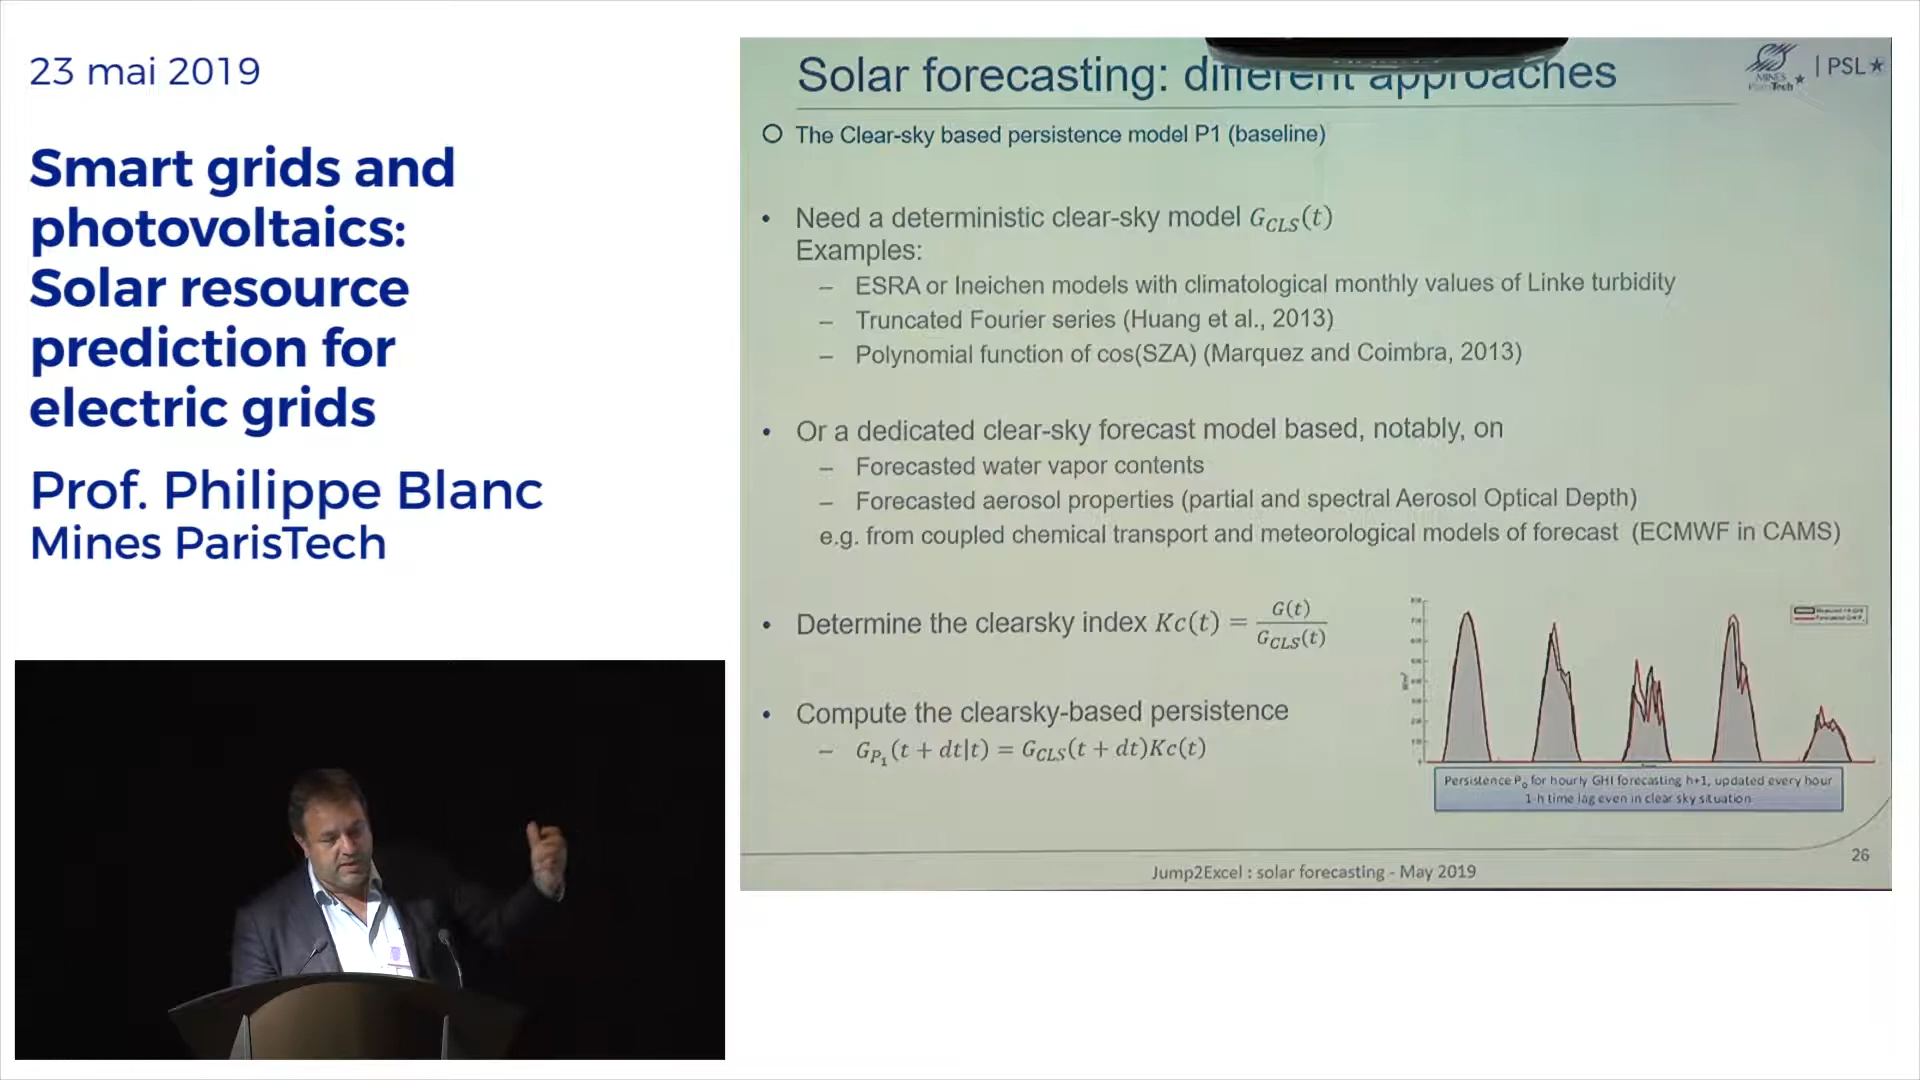 23 mai 2019
Smart grids and
photovoltaics:
Solar resource
prediction for
electric grids
Prof. Philippe Blanc
Mines ParisTech
Solar forecasting: different approaches
MINES
ParisTech
| PSL★
The Clear-sky based persistence model P1 (baseline)
• Need a deterministic clear-sky model G_CLS(t)
Examples:
– ESRA or Ineichen models with climatological monthly values of Linke turbidity
– Truncated Fourier series (Huang et al., 2013)
– Polynomial function of cos(SZA) (Marquez and Coimbra, 2013)
• Or a dedicated clear-sky forecast model based, notably, on
– Forecasted water vapor contents
– Forecasted aerosol properties (partial and spectral Aerosol Optical Depth)
e.g. from coupled chemical transport and meteorological models of forecast (ECMWF in CAMS)
• Determine the clearsky index Kc(t) = G(t) / G_CLS(t)
• Compute the clearsky-based persistence
– G_P₁(t + dt|t) = G_CLS(t + dt)Kc(t)
Persistence P₀ for hourly GHI forecasting h+1, updated every hour
1-h time lag even in clear sky situation
26
Jump2Excel : solar forecasting - May 2019